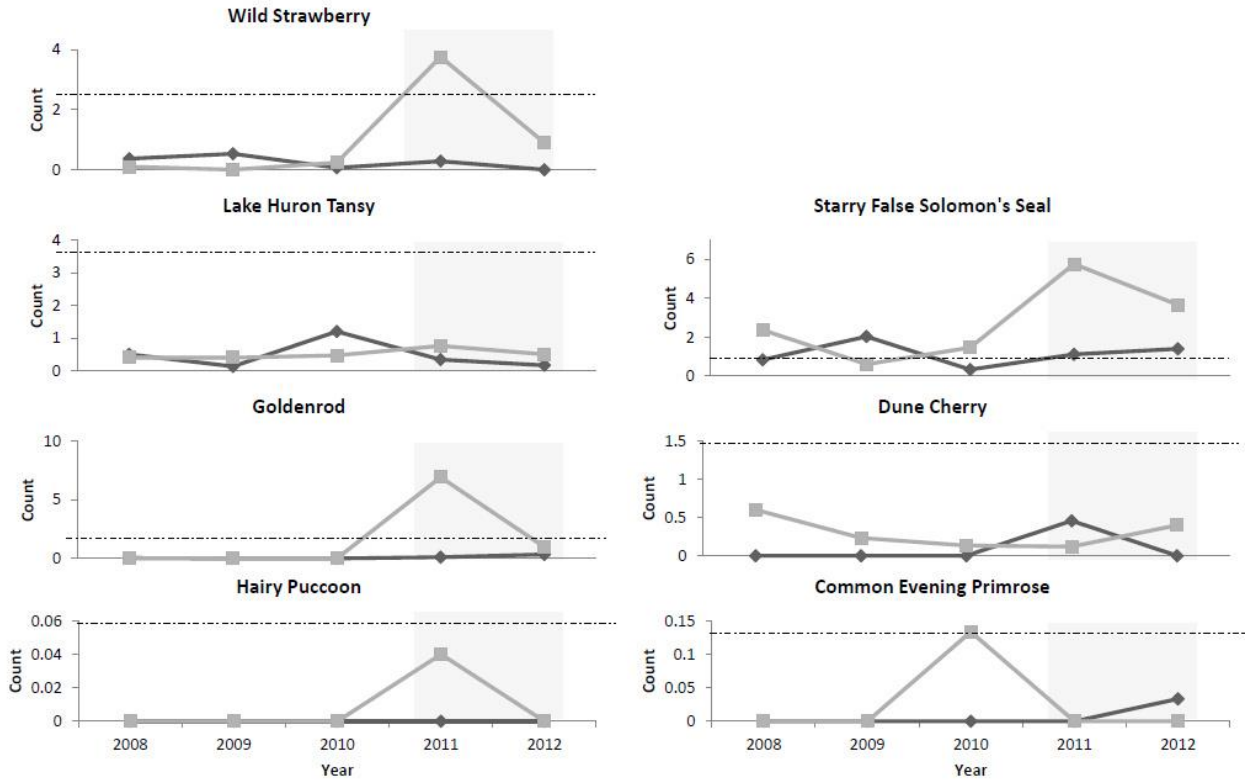 Wild Strawberry
4
2
0
Count
Lake Huron Tansy
4
3
2
1
0
Count
Goldenrod
10
5
0
Count
Hairy Puccoon
0.06
0.04
0.02
0
Count
2008 2009 2010 2011 2012
Year
Starry False Solomon's Seal
6
4
2
0
Count
Dune Cherry
1.5
1
0.5
0
Count
Common Evening Primrose
0.15
0.1
0.05
0
Count
2008 2009 2010 2011 2012
Year